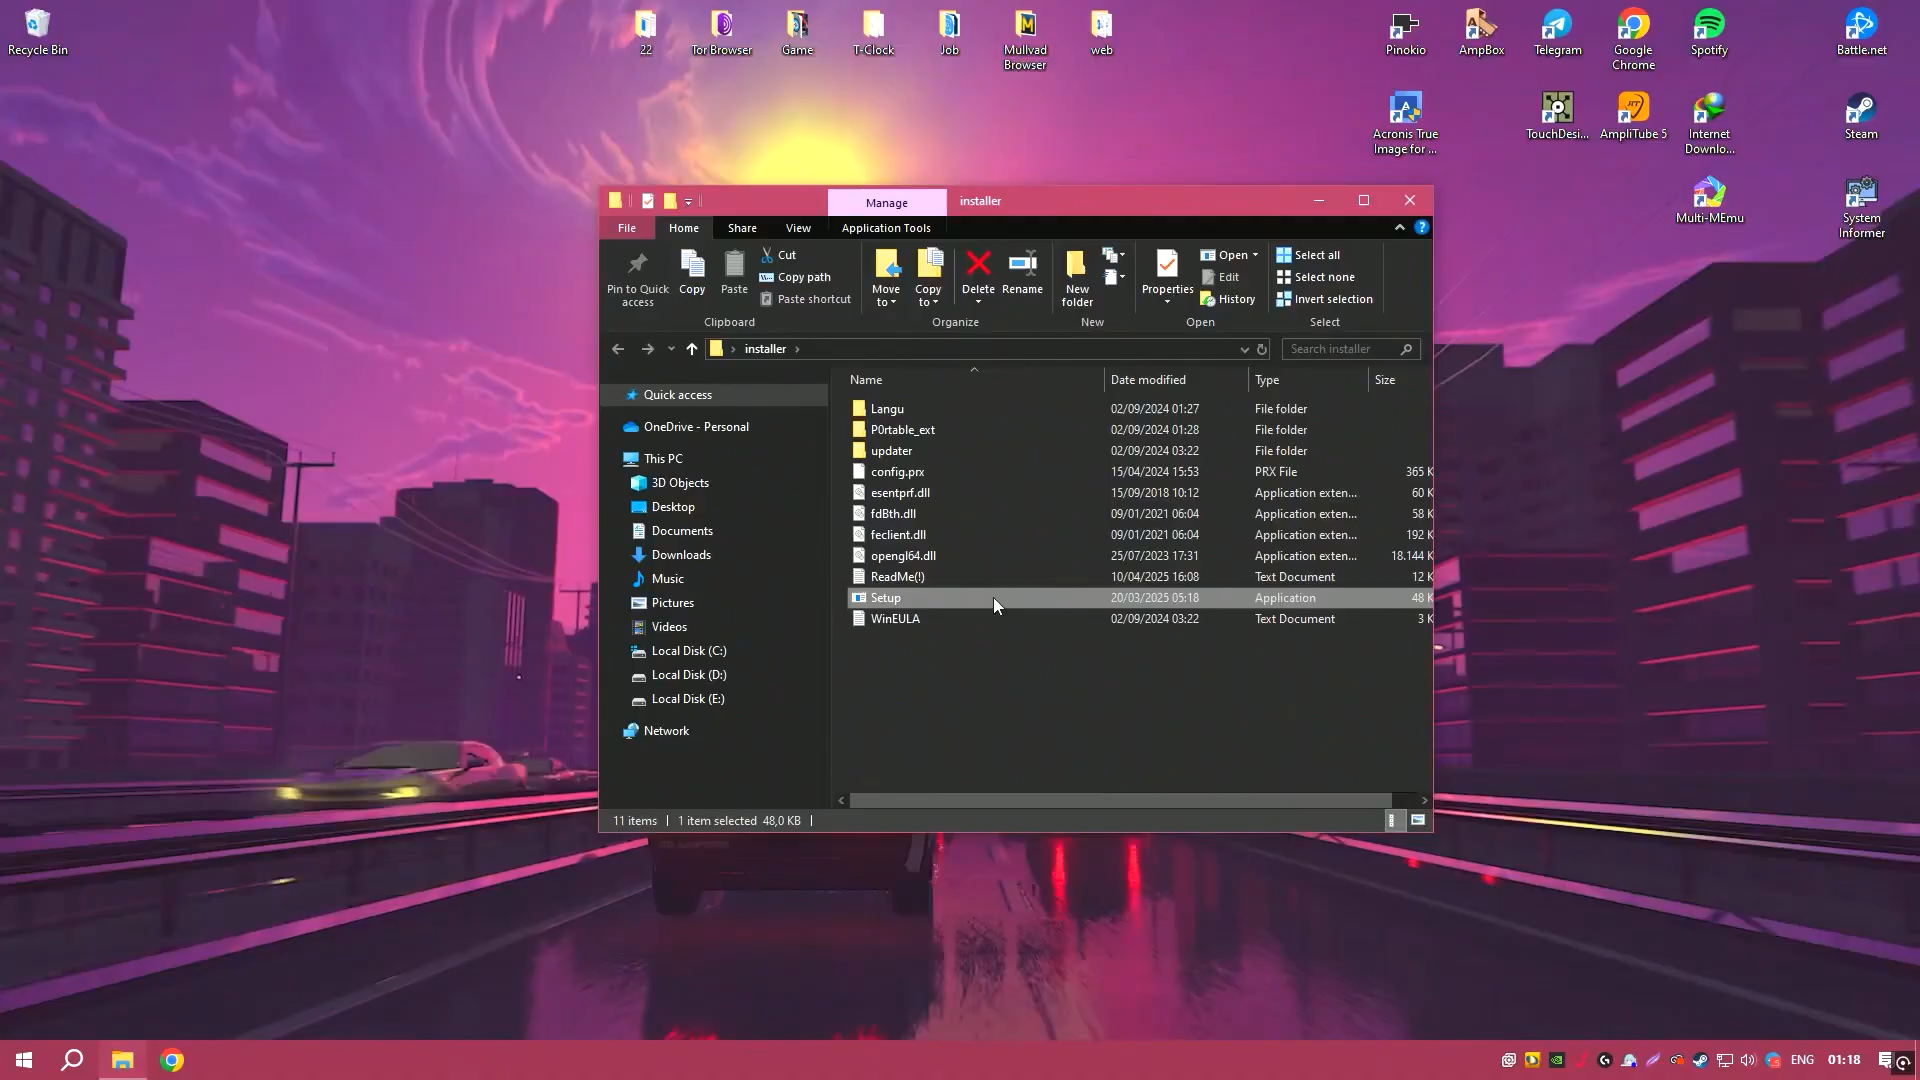 Recycle Bin
22
Tor Browser
Game
T-Clock
Job
Mullvad
Browser
web
Pinokio
AmpBox
Telegram
Google
Chrome
Spotify
Battle.net
Acronis True
Image for ...
TouchDesi...
AmpliTube 5
Internet
Downlo...
Steam
Multi-MEmu
System
Informer
Manage
installer
File
Home
Share
View
Application Tools
Pin to Quick
access
Copy
Paste
Cut
Copy path
Paste shortcut
Clipboard
Move
to
Copy
to
Delete
Rename
Organize
New
folder
New
Properties
Open
Edit
History
Open
Select all
Select none
Invert selection
Select
installer
Search installer
Name Date modified Type Size
Quick access
OneDrive - Personal
This PC
3D Objects
Desktop
Documents
Downloads
Music
Pictures
Videos
Local Disk (C:)
Local Disk (D:)
Local Disk (E:)
Network
Langu 02/09/2024 01:27 File folder
P0rtable_ext 02/09/2024 01:28 File folder
updater 02/09/2024 03:22 File folder
config.prx 15/04/2024 15:53 PRX File 365 K
esentprf.dll 15/09/2018 10:12 Application exten... 60 K
fdBth.dll 09/01/2021 06:04 Application exten... 58 K
feclient.dll 09/01/2021 06:04 Application exten... 192 K
opengl64.dll 25/07/2023 17:31 Application exten... 18.144 K
ReadMe(!) 10/04/2025 16:08 Text Document 12 K
Setup 20/03/2025 05:18 Application 48 K
WinEULA 02/09/2024 03:22 Text Document 3 K
11 items 1 item selected 48,0 KB
ENG 01:18